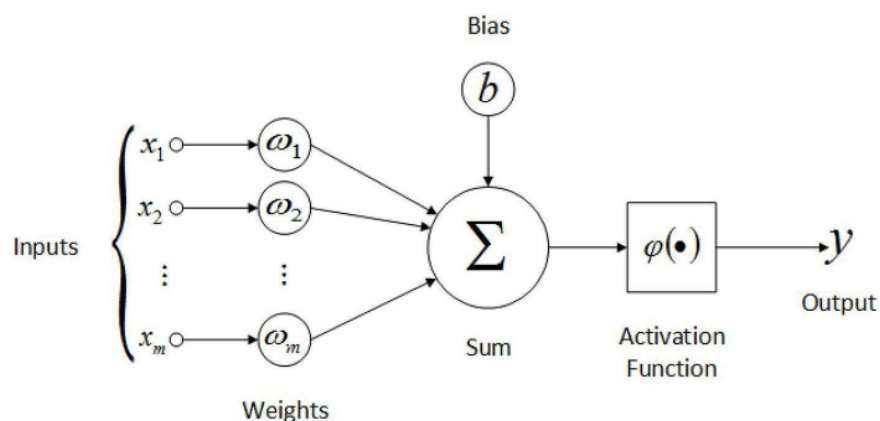 Bias
b
x₁
ω₁
x₂
ω₂
Inputs
⋮
⋮
Σ
φ(•)
y
Output
xₘ
ωₘ
Sum
Activation
Function
Weights